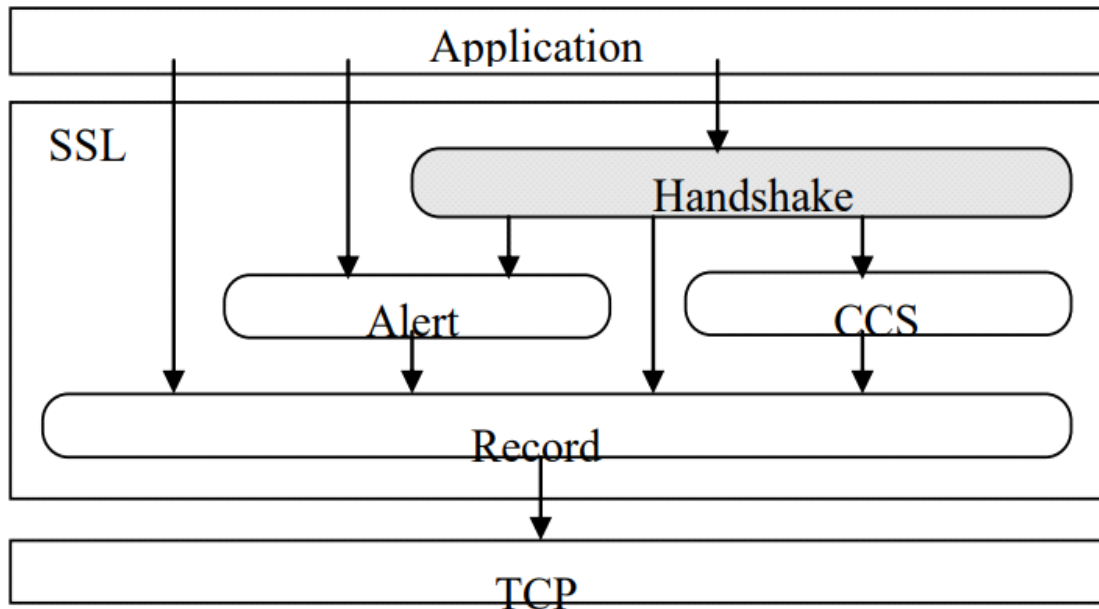 Application
SSL
Handshake
Alert
CCS
Record
TCP